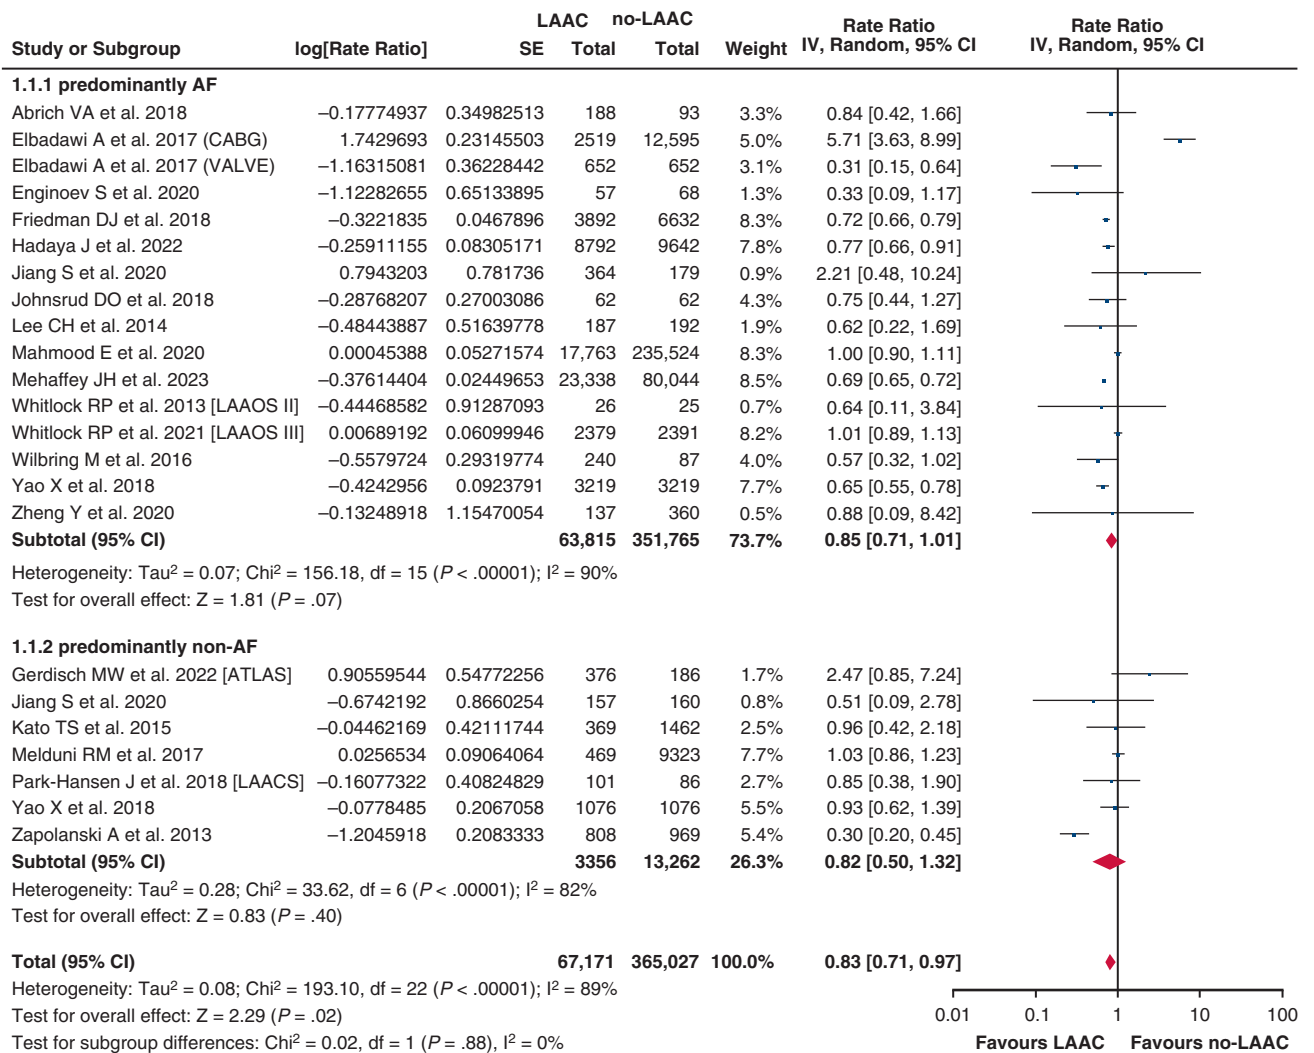 LAAC no-LAAC Rate Ratio Rate Ratio
Study or Subgroup log[Rate Ratio] SE Total Total Weight IV, Random, 95% CI IV, Random, 95% CI
1.1.1 predominantly AF
Abrich VA et al. 2018 –0.17774937 0.34982513 188 93 3.3% 0.84 [0.42, 1.66]
Elbadawi A et al. 2017 (CABG) 1.7429693 0.23145503 2519 12,595 5.0% 5.71 [3.63, 8.99]
Elbadawi A et al. 2017 (VALVE) –1.16315081 0.36228442 652 652 3.1% 0.31 [0.15, 0.64]
Enginoev S et al. 2020 –1.12282655 0.65133895 57 68 1.3% 0.33 [0.09, 1.17]
Friedman DJ et al. 2018 –0.3221835 0.0467896 3892 6632 8.3% 0.72 [0.66, 0.79]
Hadaya J et al. 2022 –0.25911155 0.08305171 8792 9642 7.8% 0.77 [0.66, 0.91]
Jiang S et al. 2020 0.7943203 0.781736 364 179 0.9% 2.21 [0.48, 10.24]
Johnsrud DO et al. 2018 –0.28768207 0.27003086 62 62 4.3% 0.75 [0.44, 1.27]
Lee CH et al. 2014 –0.48443887 0.51639778 187 192 1.9% 0.62 [0.22, 1.69]
Mahmood E et al. 2020 0.00045388 0.05271574 17,763 235,524 8.3% 1.00 [0.90, 1.11]
Mehaffey JH et al. 2023 –0.37614404 0.02449653 23,338 80,044 8.5% 0.69 [0.65, 0.72]
Whitlock RP et al. 2013 [LAAOS II] –0.44468582 0.91287093 26 25 0.7% 0.64 [0.11, 3.84]
Whitlock RP et al. 2021 [LAAOS III] 0.00689192 0.06099946 2379 2391 8.2% 1.01 [0.89, 1.13]
Wilbring M et al. 2016 –0.5579724 0.29319774 240 87 4.0% 0.57 [0.32, 1.02]
Yao X et al. 2018 –0.4242956 0.0923791 3219 3219 7.7% 0.65 [0.55, 0.78]
Zheng Y et al. 2020 –0.13248918 1.15470054 137 360 0.5% 0.88 [0.09, 8.42]
Subtotal (95% CI) 63,815 351,765 73.7% 0.85 [0.71, 1.01]
Heterogeneity: Tau² = 0.07; Chi² = 156.18, df = 15 (P < .00001); I² = 90%
Test for overall effect: Z = 1.81 (P = .07)
1.1.2 predominantly non-AF
Gerdisch MW et al. 2022 [ATLAS] 0.90559544 0.54772256 376 186 1.7% 2.47 [0.85, 7.24]
Jiang S et al. 2020 –0.6742192 0.8660254 157 160 0.8% 0.51 [0.09, 2.78]
Kato TS et al. 2015 –0.04462169 0.42111744 369 1462 2.5% 0.96 [0.42, 2.18]
Melduni RM et al. 2017 0.0256534 0.09064064 469 9323 7.7% 1.03 [0.86, 1.23]
Park-Hansen J et al. 2018 [LAACS] –0.16077322 0.40824829 101 86 2.7% 0.85 [0.38, 1.90]
Yao X et al. 2018 –0.0778485 0.2067058 1076 1076 5.5% 0.93 [0.62, 1.39]
Zapolanski A et al. 2013 –1.2045918 0.2083333 808 969 5.4% 0.30 [0.20, 0.45]
Subtotal (95% CI) 3356 13,262 26.3% 0.82 [0.50, 1.32]
Heterogeneity: Tau² = 0.28; Chi² = 33.62, df = 6 (P < .00001); I² = 82%
Test for overall effect: Z = 0.83 (P = .40)
Total (95% CI) 67,171 365,027 100.0% 0.83 [0.71, 0.97]
Heterogeneity: Tau² = 0.08; Chi² = 193.10, df = 22 (P < .00001); I² = 89%
Test for overall effect: Z = 2.29 (P = .02) 0.01 0.1 1 10 100
Test for subgroup differences: Chi² = 0.02, df = 1 (P = .88), I² = 0% Favours LAAC Favours no-LAAC